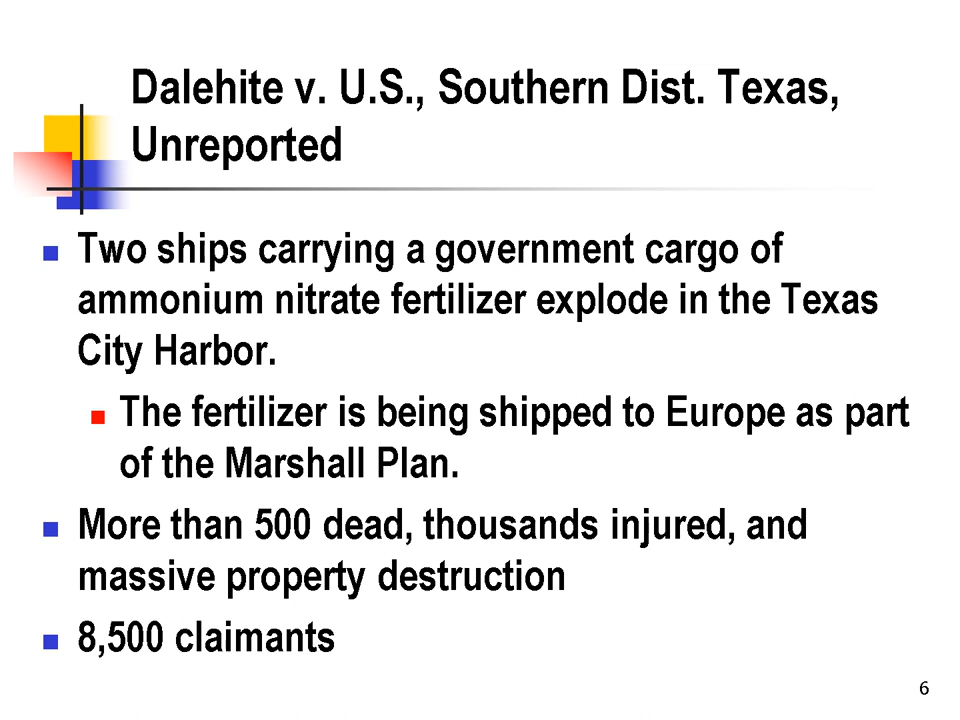 Dalehite v. U.S., Southern Dist. Texas,
Unreported
Two ships carrying a government cargo of
ammonium nitrate fertilizer explode in the Texas
City Harbor.
The fertilizer is being shipped to Europe as part
of the Marshall Plan.
More than 500 dead, thousands injured, and
massive property destruction
8,500 claimants
6